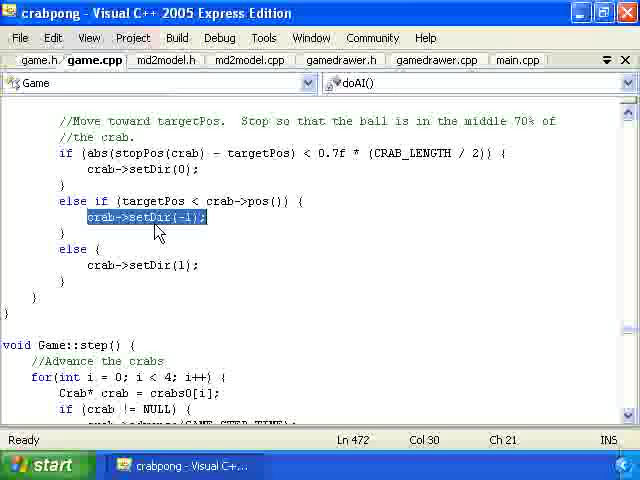 crabpong - Visual C++ 2005 Express Edition
File Edit View Project Build Debug Tools Window Community Help
game.h game.cpp md2model.h md2model.cpp gamedrawer.h gamedrawer.cpp main.cpp
Game doAI()
//Move toward targetPos. Stop so that the ball is in the middle 70% of
//the crab.
if (abs(stopPos(crab) - targetPos) < 0.7f * (CRAB_LENGTH / 2)) {
crab->setDir(0);
}
else if (targetPos < crab->pos()) {
crab->setDir(-1);
}
else {
crab->setDir(1);
}
}
}
void Game::step() {
//Advance the crabs
for(int i = 0; i < 4; i++) {
Crab* crab = crabs0[i];
if (crab != NULL) {
Ready Ln 472 Col 30 Ch 21 INS
start crabpong - Visual C+...